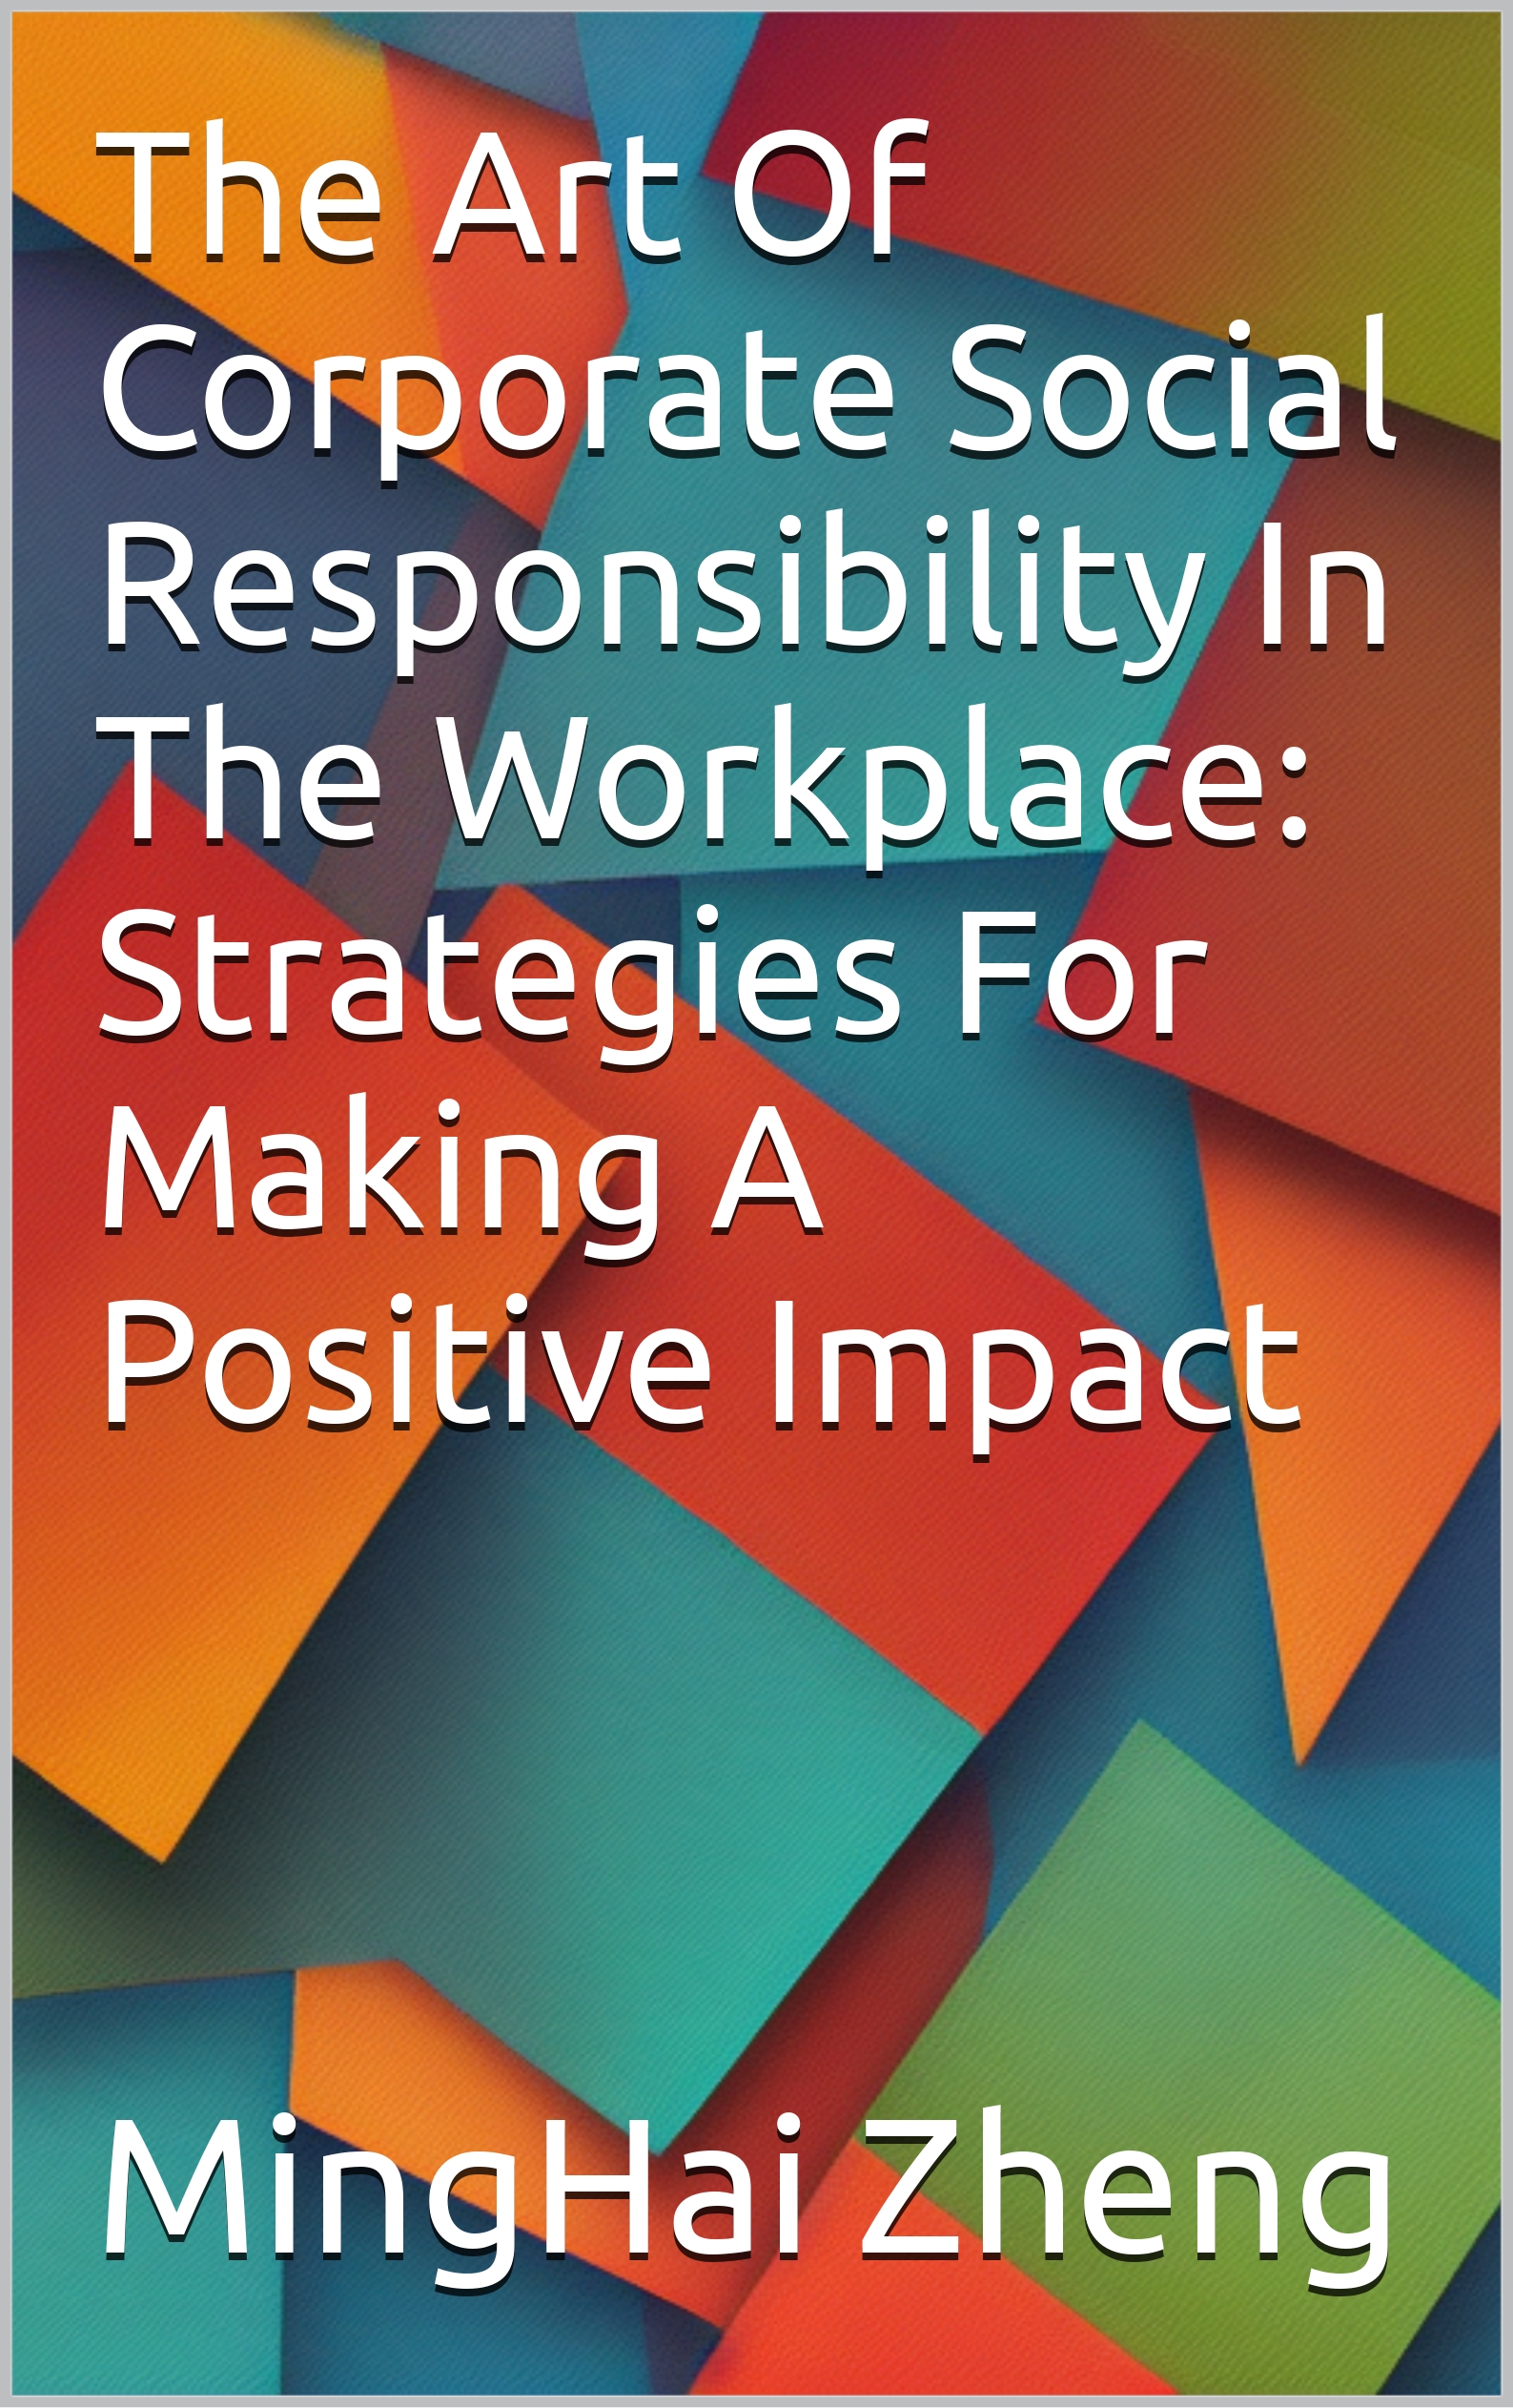 The Art Of
Corporate Social
Responsibility In
The Workplace:
Strategies For
Making A
Positive Impact
MingHai Zheng